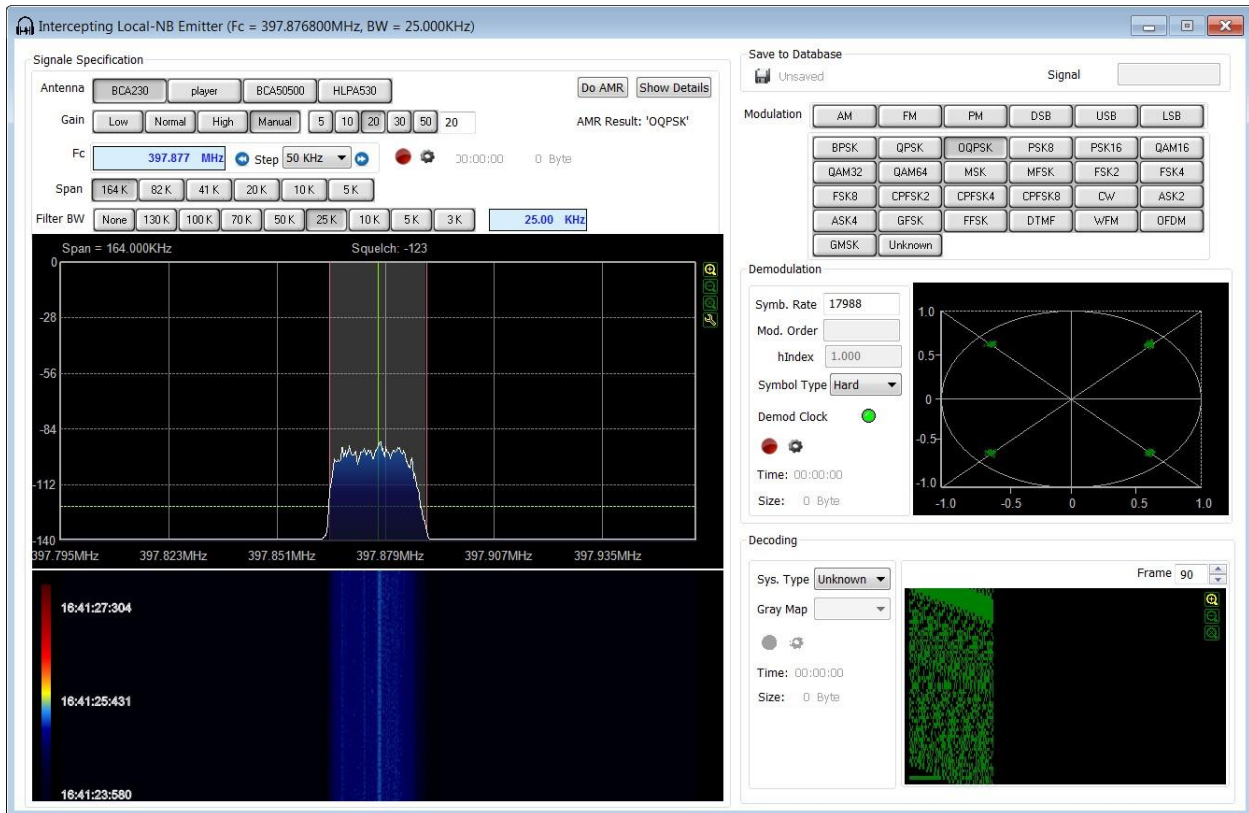 Intercepting Local-NB Emitter (Fc = 397.876800MHz, BW = 25.000KHz)
Signale Specification
Antenna BCA230 player BCA50500 HLPA530 Do AMR Show Details
Gain Low Normal High Manual 5 10 20 30 50 20 AMR Result: 'OQPSK'
Fc 397.877 MHz Step 50 KHz 00:00:00 0 Byte
Span 164 K 82 K 41 K 20 K 10 K 5 K
Filter BW None 130 K 100 K 70 K 50 K 25 K 10 K 5 K 3 K 25.00 KHz
Span = 164.000KHz Squelch: -123
0
-28
-56
-84
-112
-140
397.795MHz 397.823MHz 397.851MHz 397.879MHz 397.907MHz 397.935MHz
16:41:27:304
16:41:25:431
16:41:23:580
Save to Database
Unsaved Signal
Modulation AM FM PM DSB USB LSB
BPSK QPSK OQPSK PSK8 PSK16 QAM16
QAM32 QAM64 MSK MFSK FSK2 FSK4
FSK8 CPFSK2 CPFSK4 CPFSK8 CW ASK2
ASK4 GFSK FFSK DTMF WFM OFDM
GMSK Unknown
Demodulation
Symb. Rate 17988
Mod. Order
hIndex 1.000
Symbol Type Hard
Demod Clock
Time: 00:00:00
Size: 0 Byte
1.0
0.5
0
-0.5
-1.0
-1.0 -0.5 0 0.5 1.0
Decoding
Sys. Type Unknown Frame 90
Gray Map
Time: 00:00:00
Size: 0 Byte